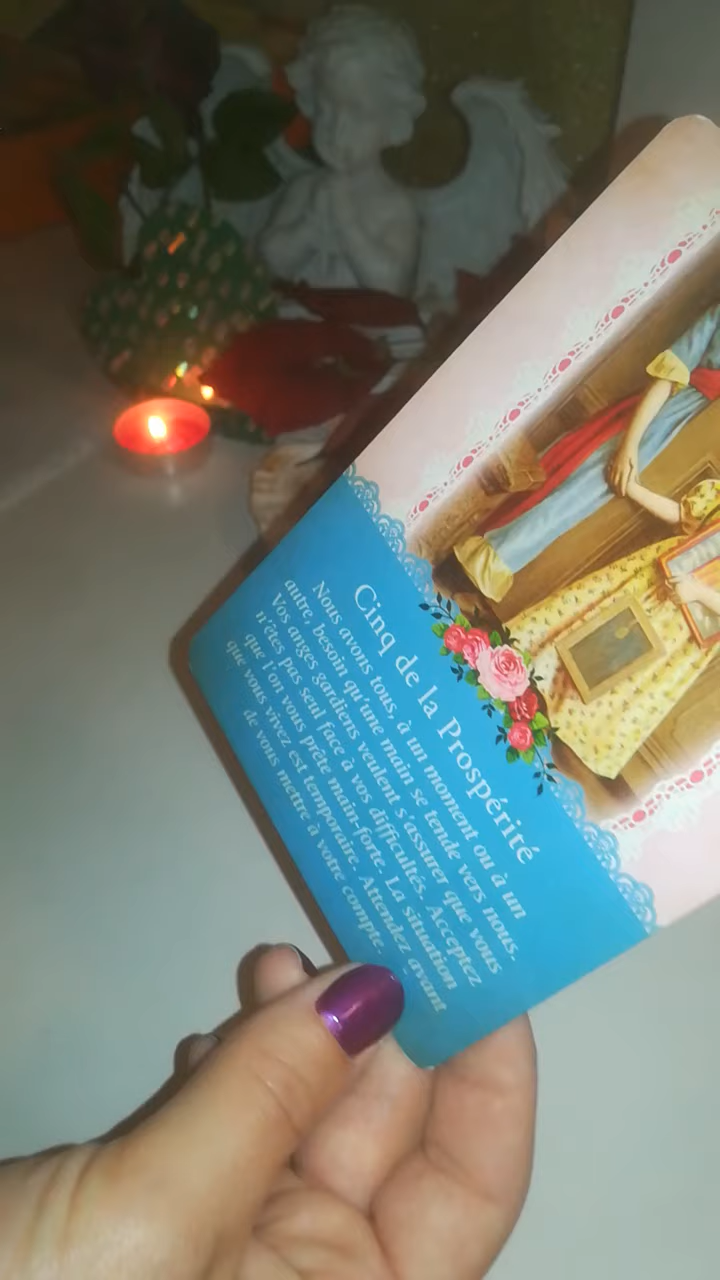 Cinq de la Prospérité
Nous avons tous, à un moment ou à un
autre, besoin qu'une main se tende vers nous.
Vos anges gardiens veulent s'assurer que vous
n'êtes pas seul face à vos difficultés. Acceptez
que l'on vous prête main-forte. La situation
que vous vivez est temporaire. Attendez avant
de vous mettre à votre compte.